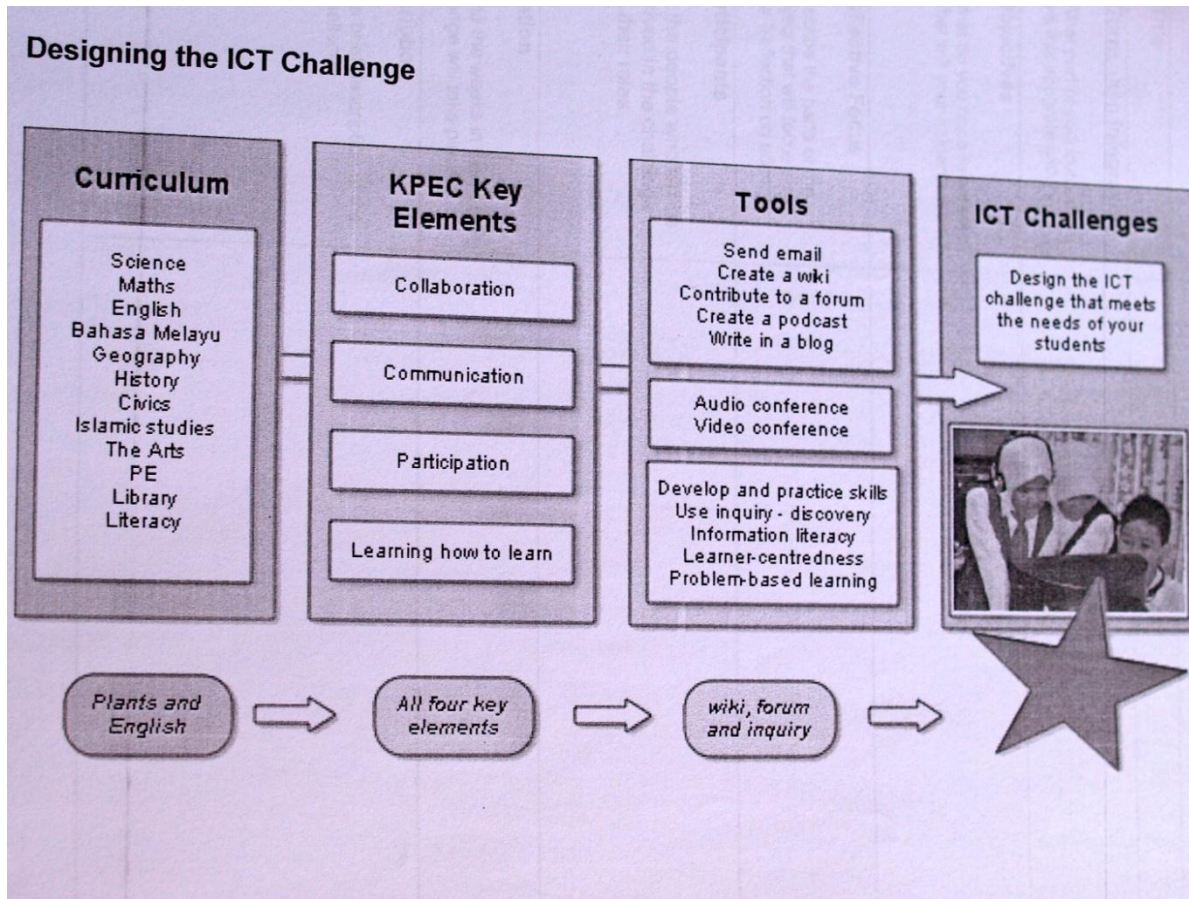 Designing the ICT Challenge
Curriculum
Science
Maths
English
Bahasa Melayu
Geography
History
Civics
Islamic studies
The Arts
PE
Library
Literacy
KPEC Key
Elements
Collaboration
Communication
Participation
Learning how to learn
Tools
Send email
Create a wiki
Contribute to a forum
Create a podcast
Write in a blog
Audio conference
Video conference
Develop and practice skills
Use inquiry - discovery
Information literacy
Learner-centredness
Problem-based learning
ICT Challenges
Design the ICT
challenge that meets
the needs of your
students
Plants and
English
All four key
elements
wiki, forum
and inquiry